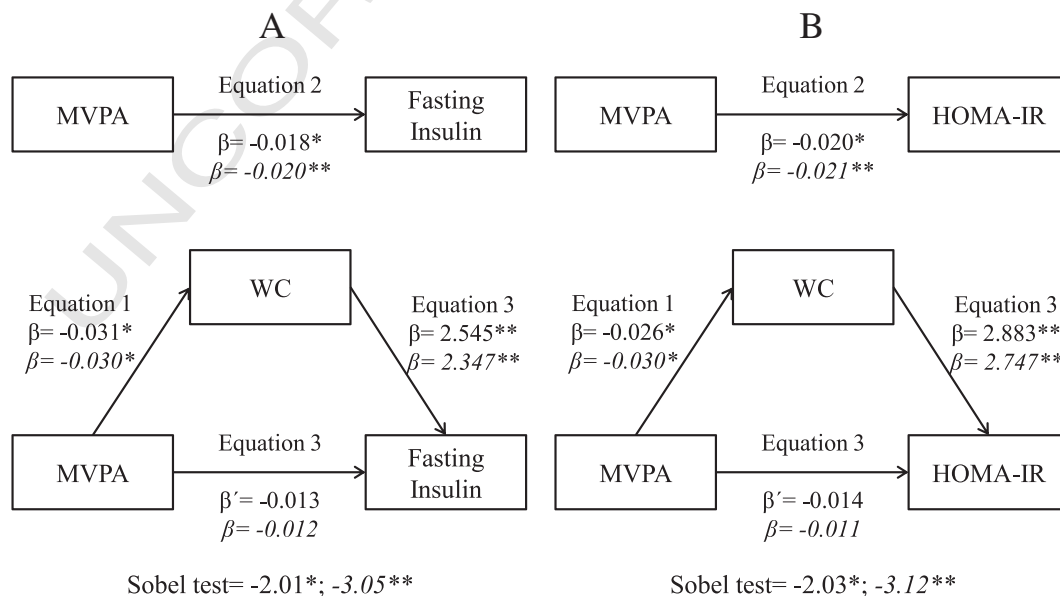 A
Equation 2
MVPA
Fasting
Insulin
β= -0.018*
β= -0.020**
WC
Equation 1
β= -0.031*
β= -0.030*
Equation 3
β= 2.545**
β= 2.347**
MVPA
Equation 3
Fasting
Insulin
β´= -0.013
β= -0.012
Sobel test= -2.01*; -3.05**
B
Equation 2
MVPA
HOMA-IR
β= -0.020*
β= -0.021**
WC
Equation 1
β= -0.026*
β= -0.030*
Equation 3
β= 2.883**
β= 2.747**
MVPA
Equation 3
HOMA-IR
β´= -0.014
β= -0.011
Sobel test= -2.03*; -3.12**
UNCOR